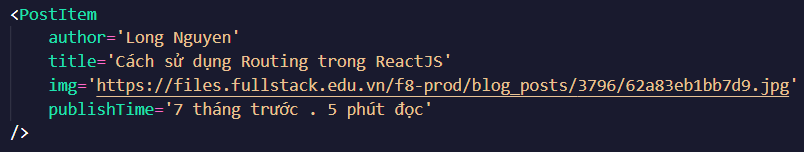 <PostItem
author='Long Nguyen'
title='Cách sử dụng Routing trong ReactJS'
img='https://files.fullstack.edu.vn/f8-prod/blog_posts/3796/62a83eb1bb7d9.jpg'
publishTime='7 tháng trước . 5 phút đọc'
/>